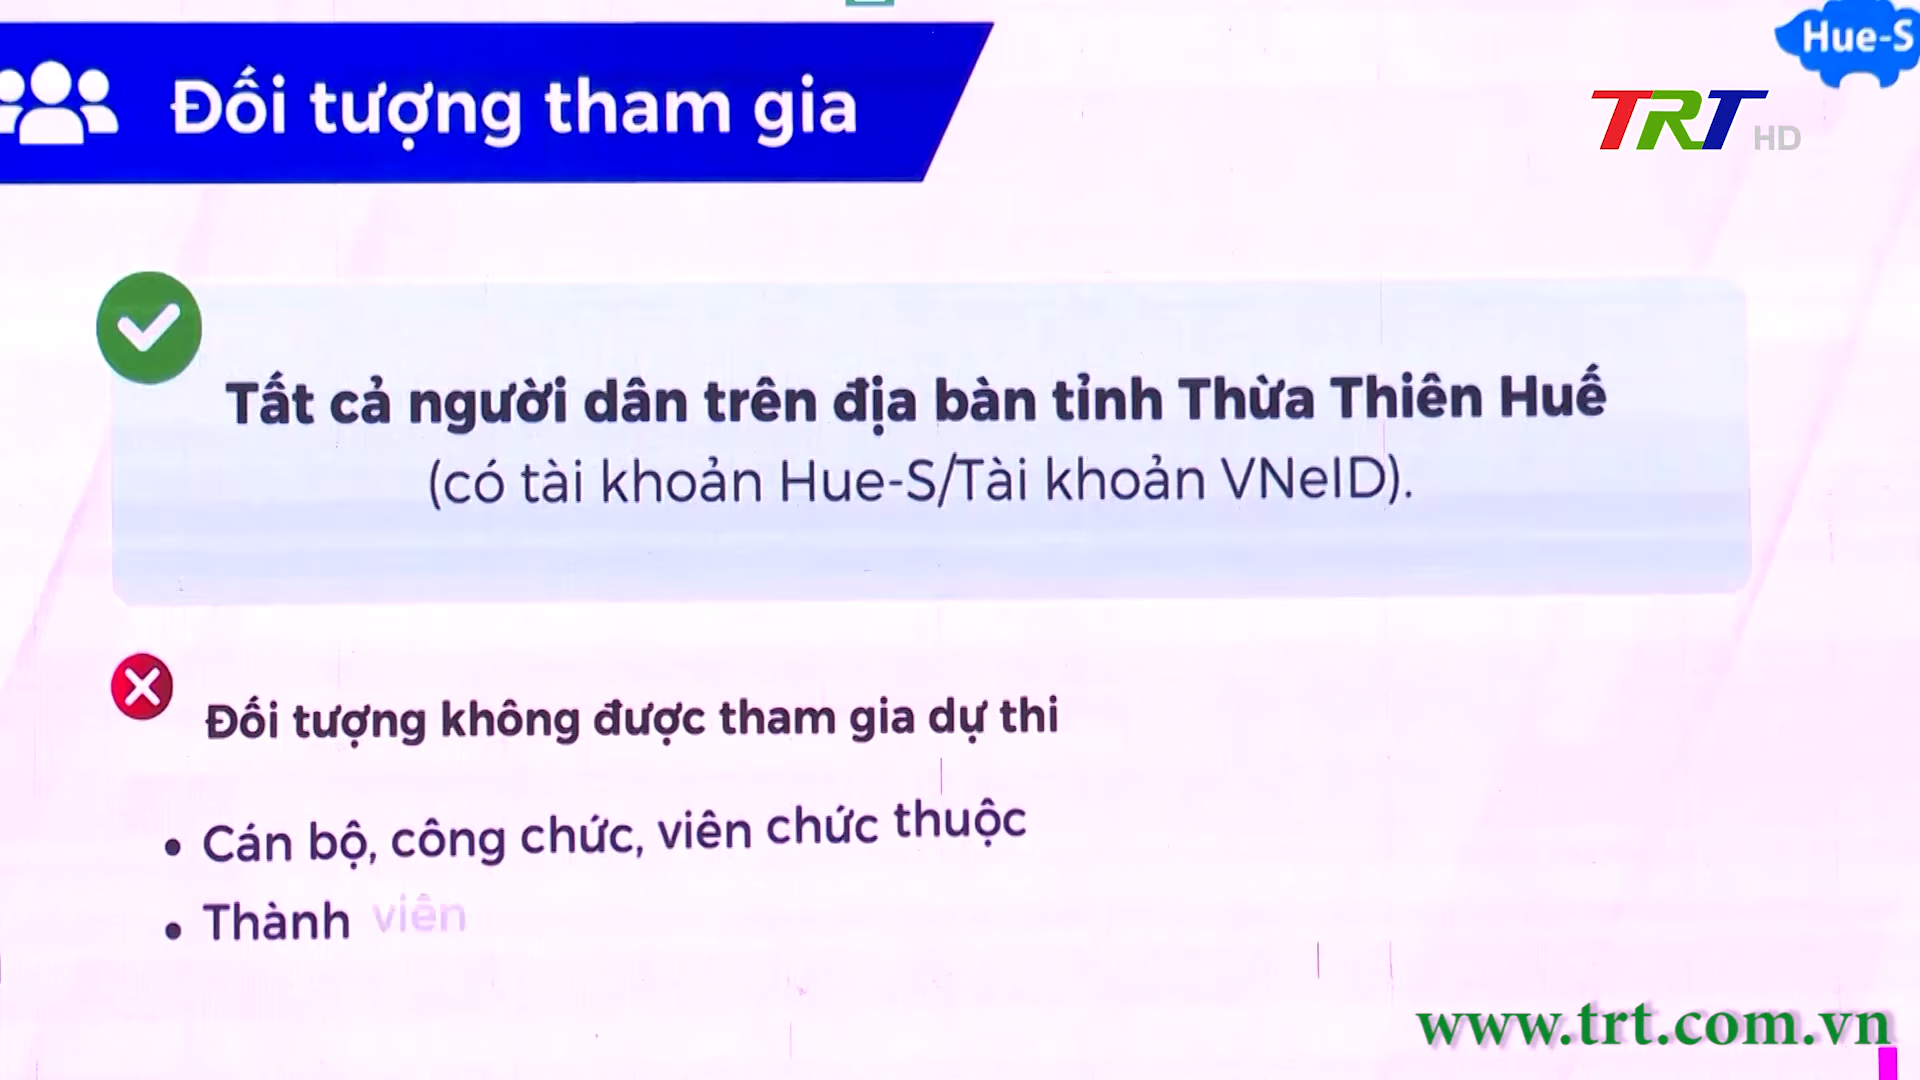 Hue-S
Đối tượng tham gia
TRT HD
Tất cả người dân trên địa bàn tỉnh Thừa Thiên Huế
(có tài khoản Hue-S/Tài khoản VNeID).
Đối tượng không được tham gia dự thi
• Cán bộ, công chức, viên chức thuộc
• Thành viên
www.trt.com.vn